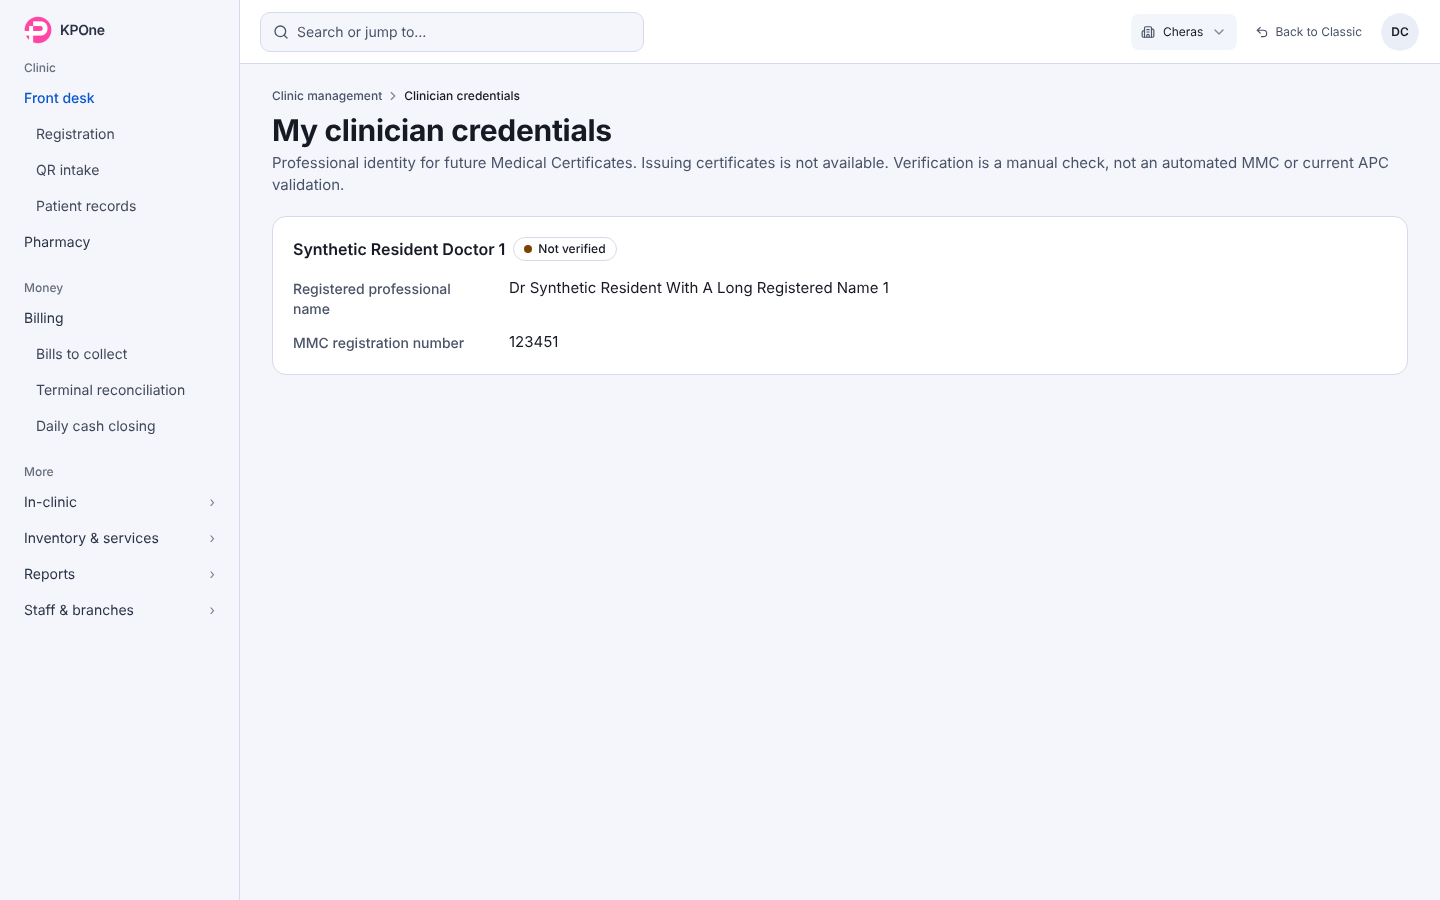 KPOne
Search or jump to...
Cheras
Back to Classic
DC
Clinic
Front desk
Registration
QR intake
Patient records
Pharmacy
Money
Billing
Bills to collect
Terminal reconciliation
Daily cash closing
More
In-clinic
Inventory & services
Reports
Staff & branches
Clinic management > Clinician credentials
My clinician credentials
Professional identity for future Medical Certificates. Issuing certificates is not available. Verification is a manual check, not an automated MMC or current APC
validation.
Synthetic Resident Doctor 1 Not verified
Registered professional
name
Dr Synthetic Resident With A Long Registered Name 1
MMC registration number
123451